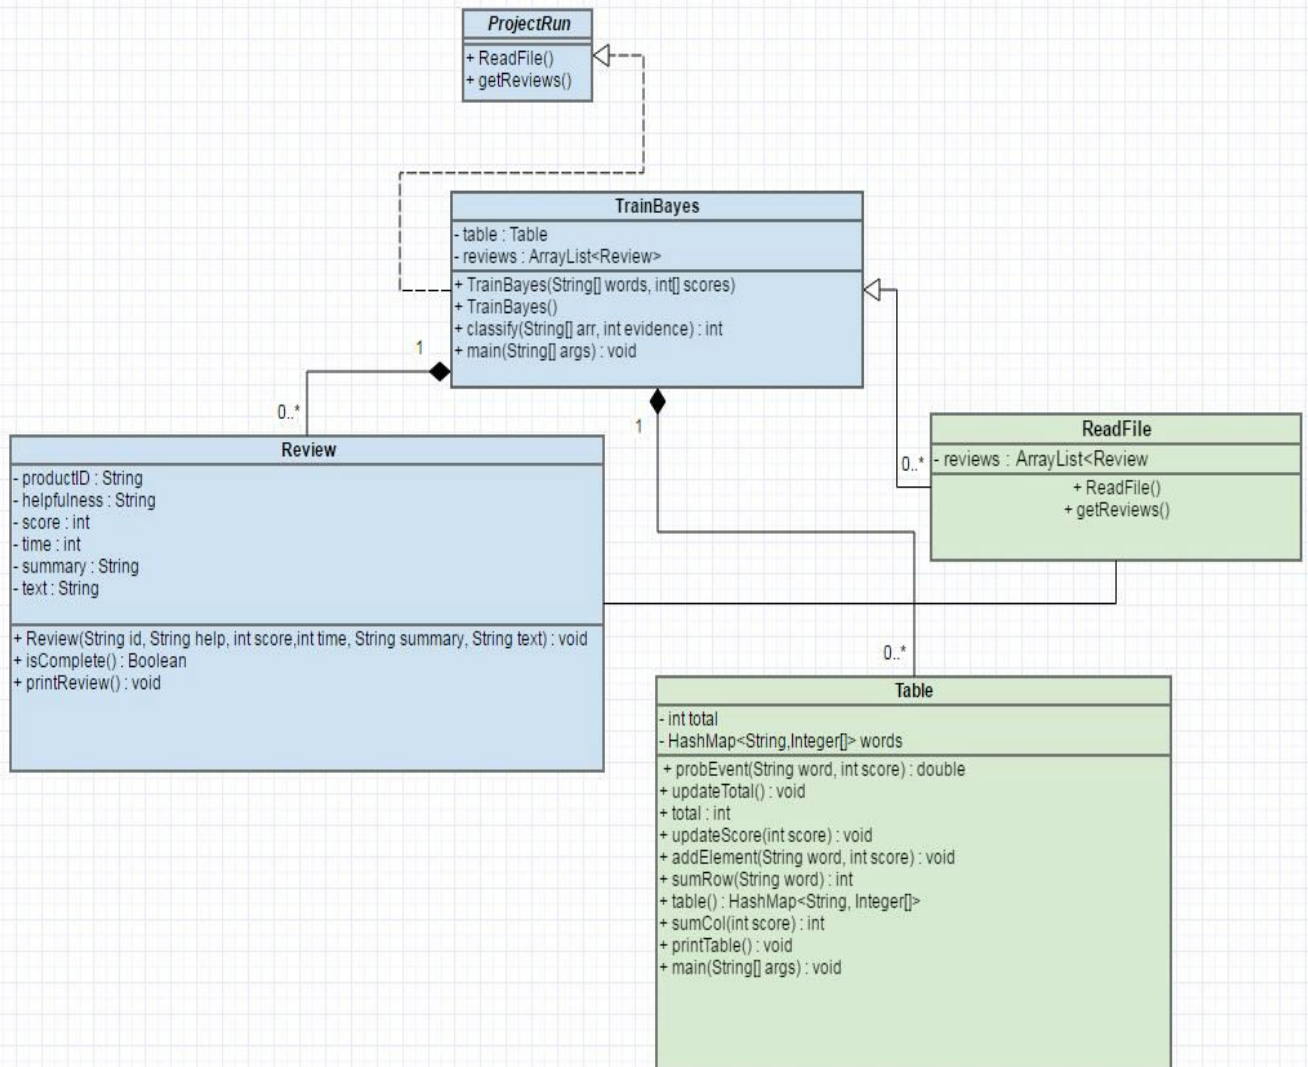 ProjectRun
+ ReadFile()
+ getReviews()
TrainBayes
- table : Table
- reviews : ArrayList<Review>
+ TrainBayes(String[] words, int[] scores)
+ TrainBayes()
+ classify(String[] arr, int evidence) : int
+ main(String[] args) : void
1
0..*
1
0..*
ReadFile
- reviews : ArrayList<Review
+ ReadFile()
+ getReviews()
Review
- productID : String
- helpfulness : String
- score : int
- time : int
- summary : String
- text : String
+ Review(String id, String help, int score,int time, String summary, String text) : void
+ isComplete() : Boolean
+ printReview() : void
0..*
Table
- int total
- HashMap<String,Integer[]> words
+ probEvent(String word, int score) : double
+ updateTotal() : void
+ total : int
+ updateScore(int score) : void
+ addElement(String word, int score) : void
+ sumRow(String word) : int
+ table() : HashMap<String, Integer[]>
+ sumCol(int score) : int
+ printTable() : void
+ main(String[] args) : void